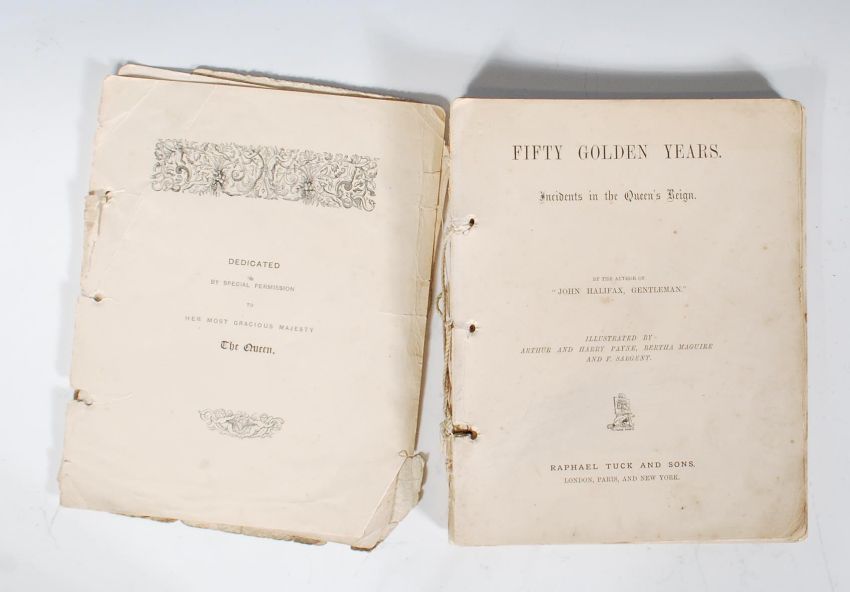 DEDICATED
BY SPECIAL PERMISSION
TO
HER MOST GRACIOUS MAJESTY
The Queen.
FIFTY GOLDEN YEARS.
Incidents in the Queen's Reign.
BY THE AUTHOR OF
"JOHN HALIFAX, GENTLEMAN."
ILLUSTRATED BY
ARTHUR AND HARRY PAYNE, BERTHA MAGUIRE
AND F. SARGENT.
RAPHAEL TUCK AND SONS,
LONDON, PARIS, AND NEW YORK.